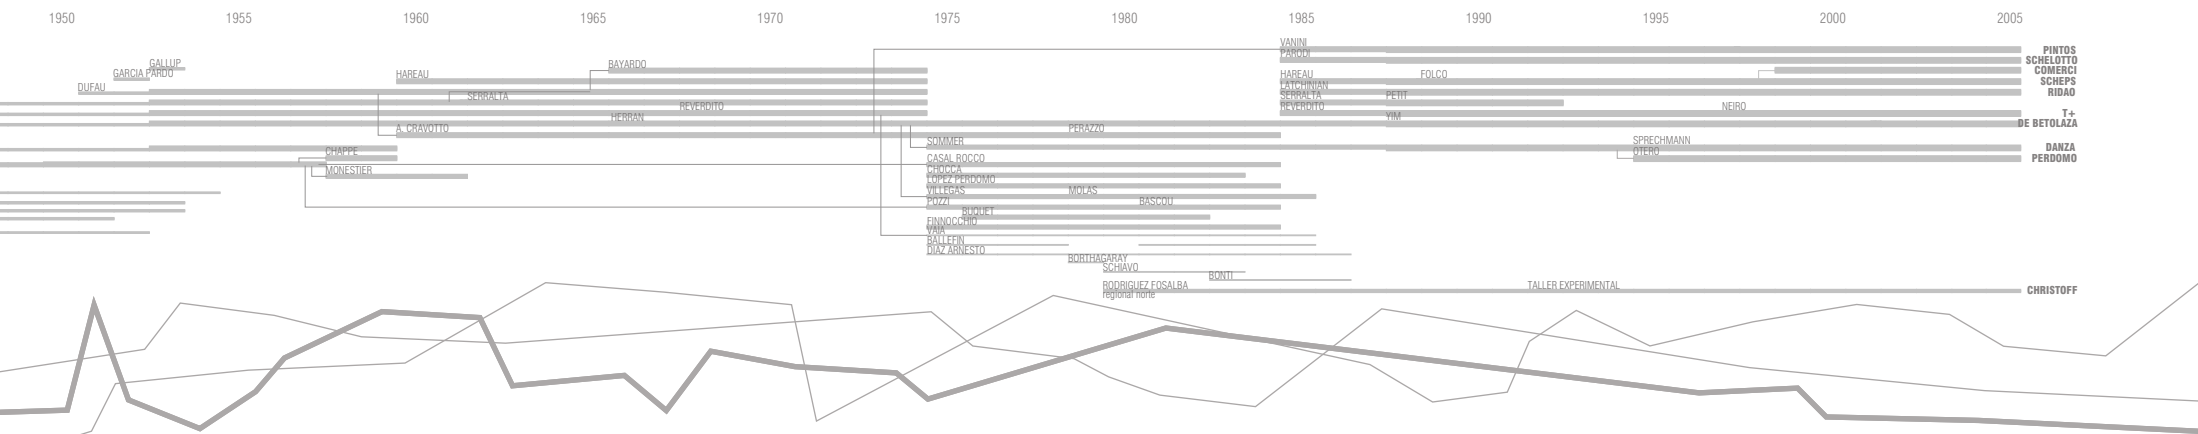 1950 1955 1960 1965 1970 1975 1980 1985 1990 1995 2000 2005
VANINI
PINTOS
PARODI
SCHELOTTO
GALLUP
BAYARDO
GARCIA PARDO
HAREAU
HAREAU
FOLCO
COMERCI
SCHEPS
DUFAU
LATCHINIAN
RIDAO
SERRALTA
SERRALTA
PETIT
REVERDITO
REVERDITO
NEIRO
T+
HERRAN
YIM
DE BETOLAZA
A. CRAVOTTO
PERAZZO
SOMMER
SPRECHMANN
DANZA
CHAPPE
OTERO
CASAL ROCCO
PERDOMO
MONESTIER
CHOCCA
LOPEZ PERDOMO
VILLEGAS
MOLAS
POZZI
BASCOU
BUQUET
FINNOCCHIO
VAIA
BALLEFIN
DIAZ ARNESTO
BORTHAGARAY
SCHIAVO
BONTI
RODRIGUEZ FOSALBA
TALLER EXPERIMENTAL
CHRISTOFF
regional norte